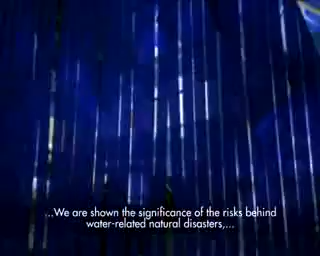 ...We are shown the significance of the risks behind
water-related natural disasters,...